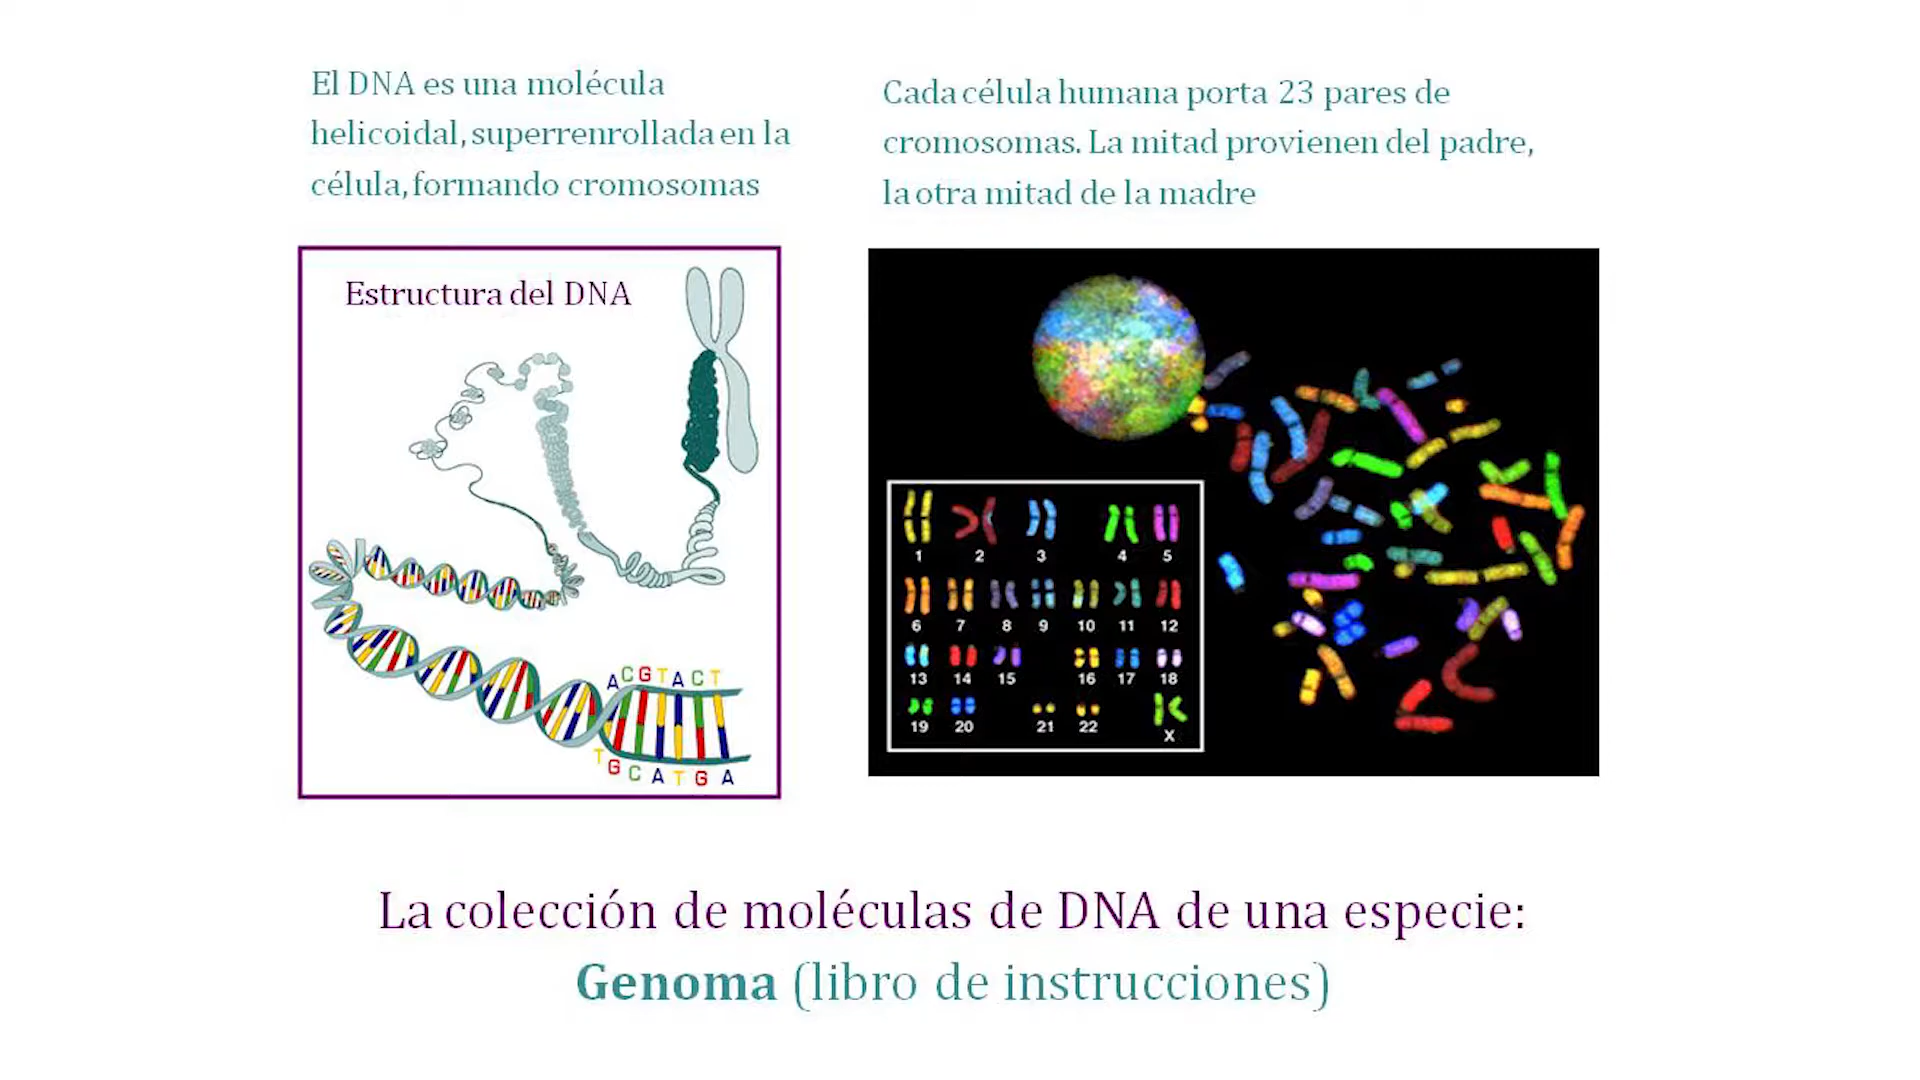 El DNA es una molécula
helicoidal, superrenrollada en la
célula, formando cromosomas
Cada célula humana porta 23 pares de
cromosomas. La mitad provienen del padre,
la otra mitad de la madre
Estructura del DNA
ACGTACT
TGCATGA
1 2 3 4 5
6 7 8 9 10 11 12
13 14 15 16 17 18
19 20 21 22 X
La colección de moléculas de DNA de una especie:
Genoma (libro de instrucciones)